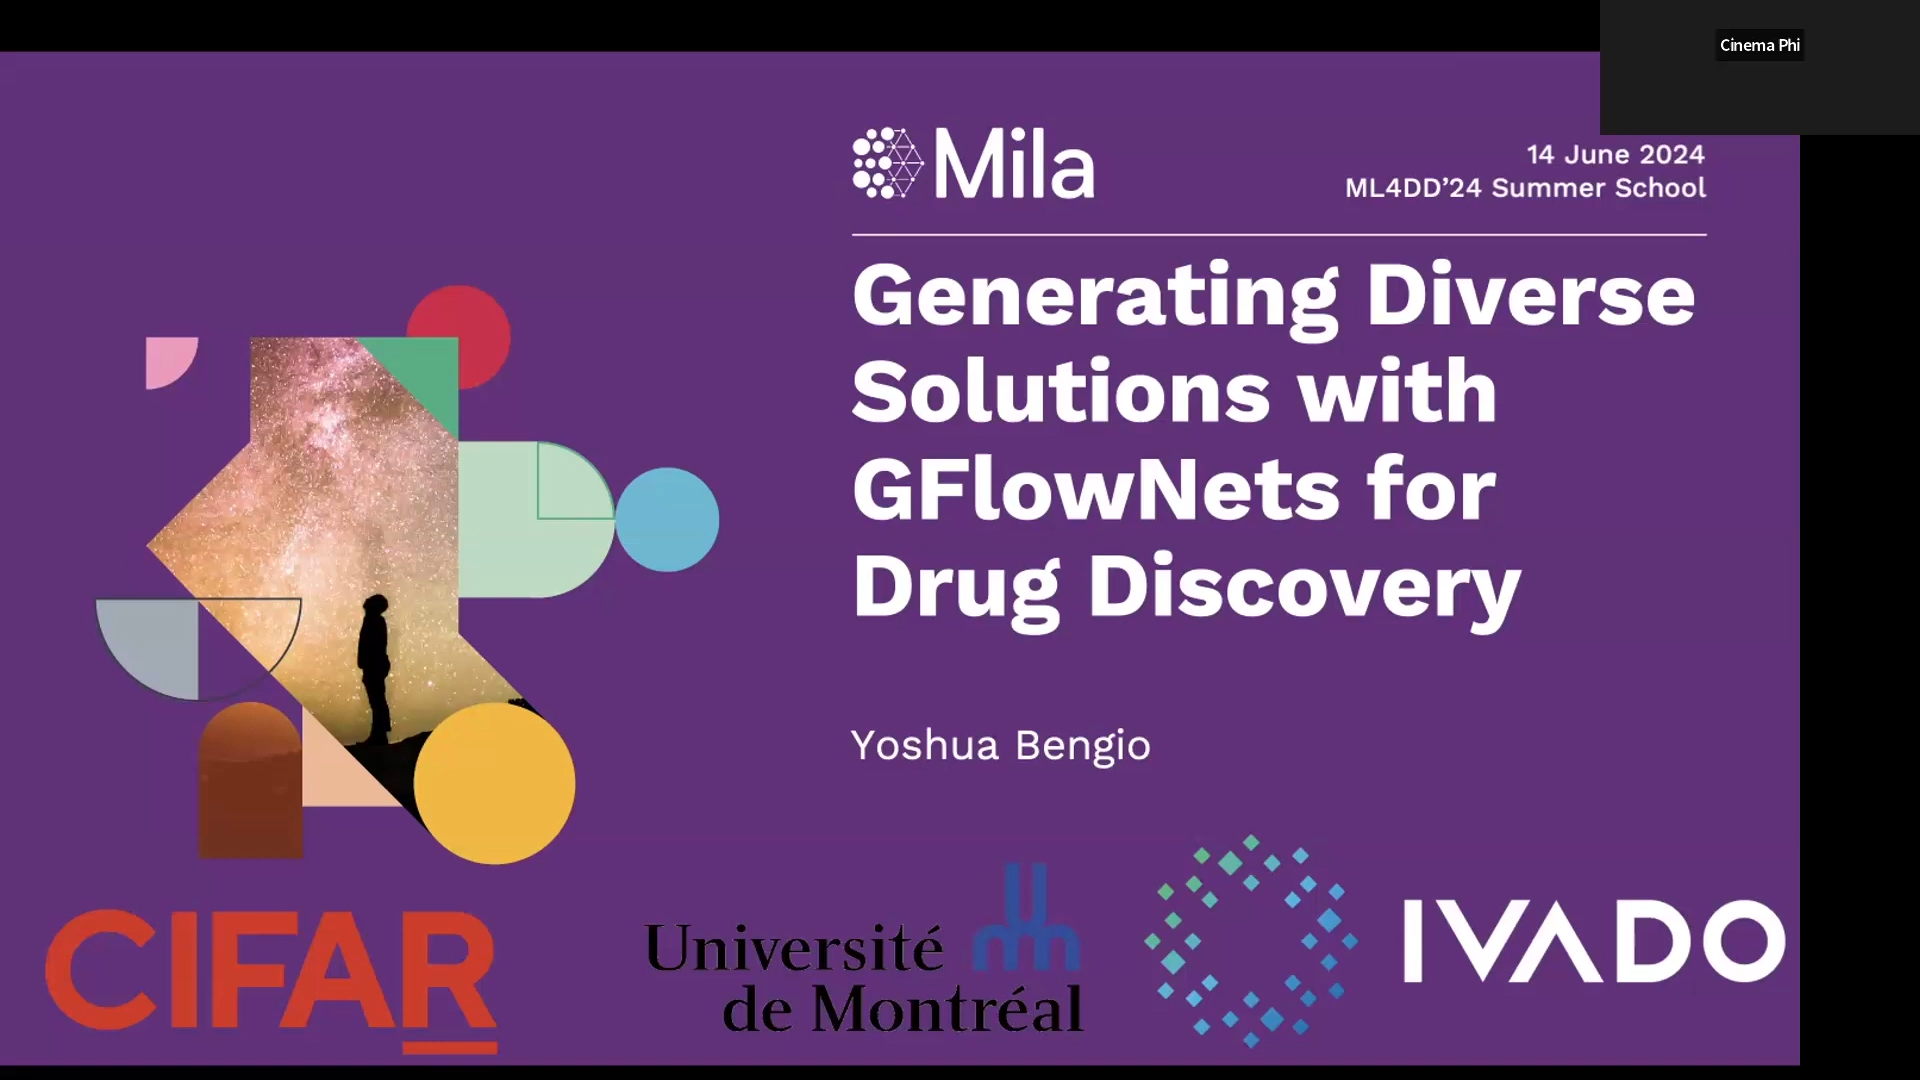 Cinema Phi
Mila
14 June 2024
ML4DD’24 Summer School
Generating Diverse
Solutions with
GFlowNets for
Drug Discovery
Yoshua Bengio
CIFAR
Université
de Montréal
IVADO